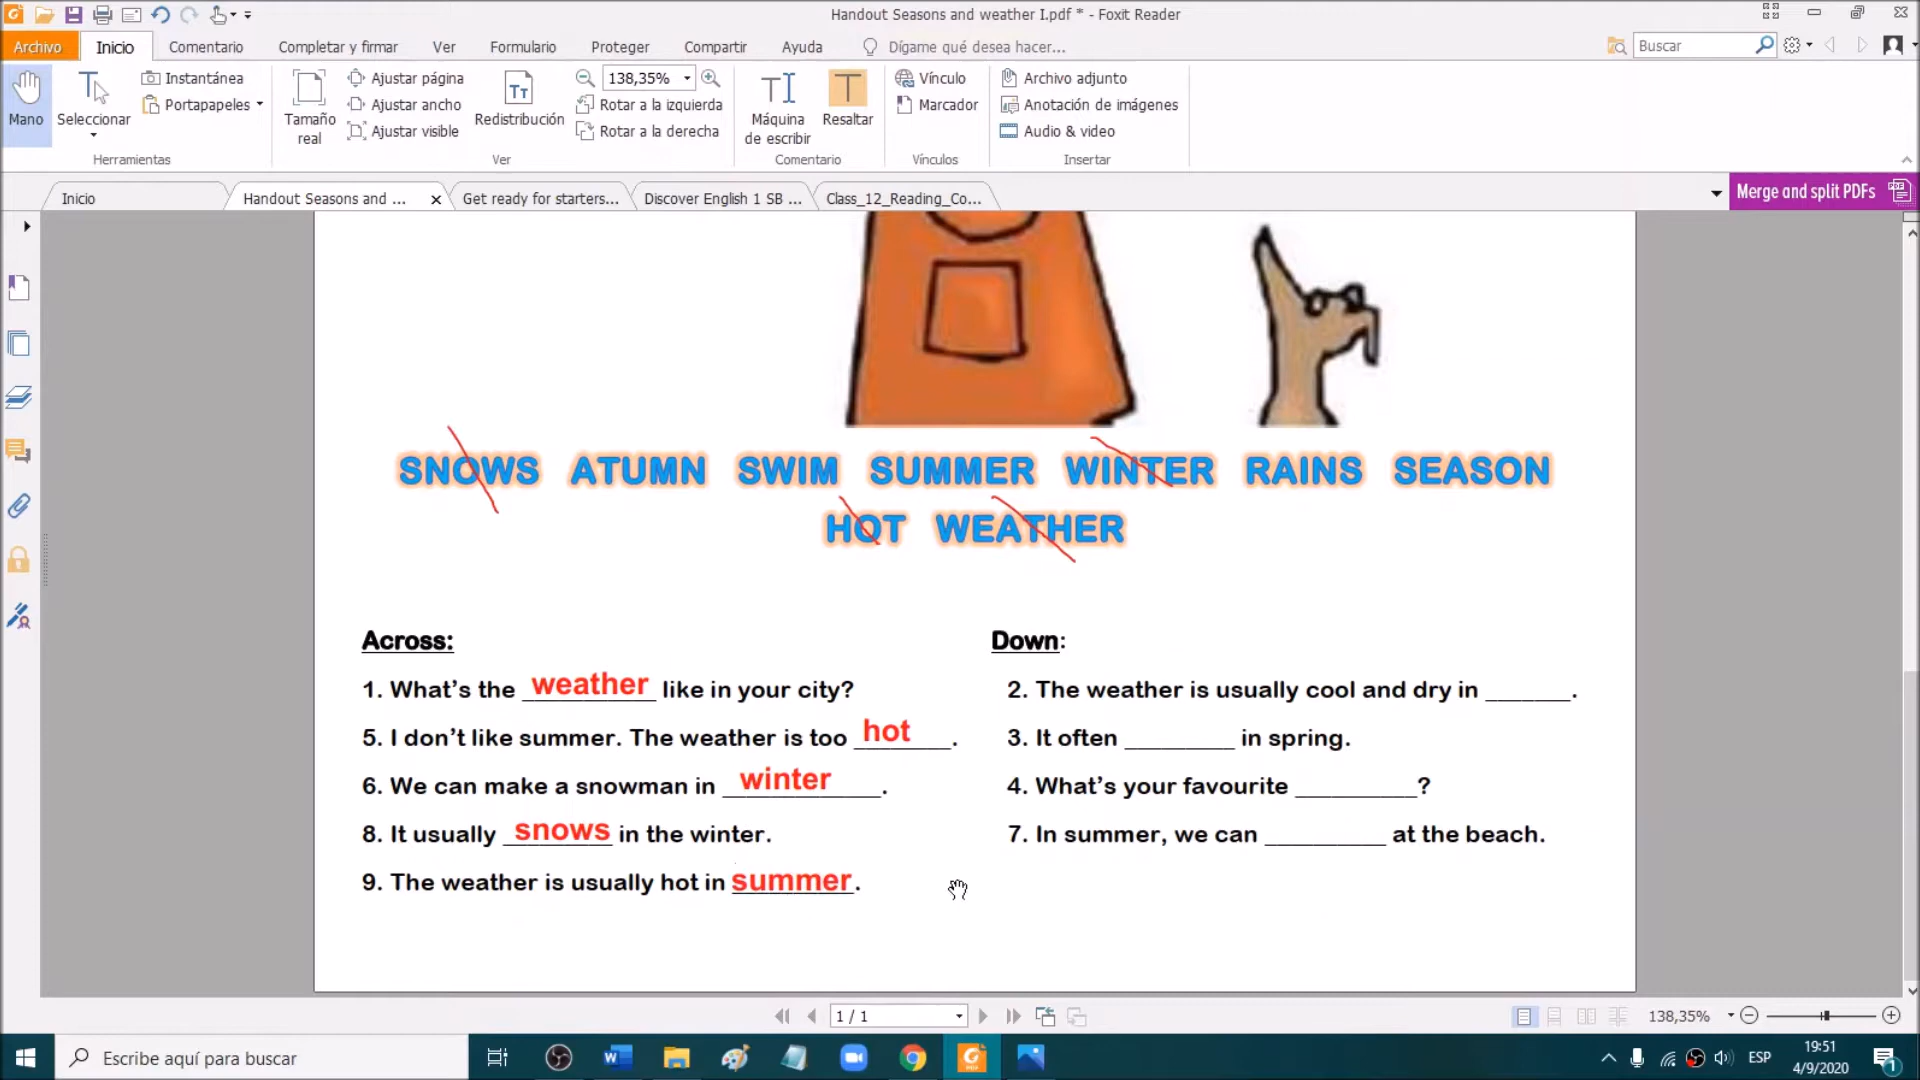 Handout Seasons and weather I.pdf * - Foxit Reader
Archivo Inicio Comentario Completar y firmar Ver Formulario Proteger Compartir Ayuda Dígame qué desea hacer... Buscar
Mano
Seleccionar
Instantánea
Portapapeles
Herramientas
Tamaño real
Ajustar página
Ajustar ancho
Ajustar visible
Redistribución
138,35%
Rotar a la izquierda
Rotar a la derecha
Ver
Máquina de escribir
Resaltar
Comentario
Vínculo
Marcador
Vínculos
Archivo adjunto
Anotación de imágenes
Audio & video
Insertar
Inicio Handout Seasons and ... Get ready for starters... Discover English 1 SB ... Class_12_Reading_Co... Merge and split PDFs
SNOWS ATUMN SWIM SUMMER WINTER RAINS SEASON
HOT WEATHER
Across:
1. What's the weather like in your city?
5. I don't like summer. The weather is too hot.
6. We can make a snowman in winter.
8. It usually snows in the winter.
9. The weather is usually hot in summer.
Down:
2. The weather is usually cool and dry in _______.
3. It often _________ in spring.
4. What's your favourite __________?
7. In summer, we can __________ at the beach.
1 / 1 138,35%
Escribe aquí para buscar
ESP
19:51
4/9/2020
1